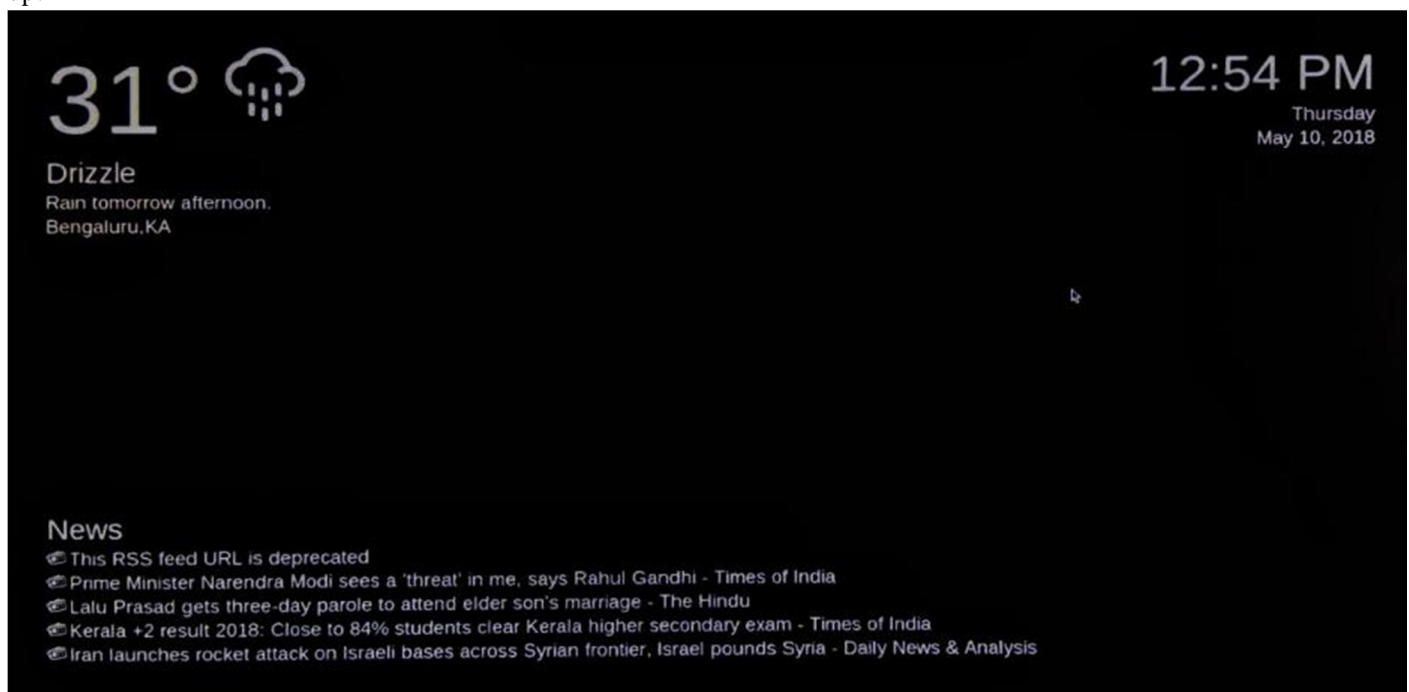 31°
12:54 PM
Thursday
May 10, 2018
Drizzle
Rain tomorrow afternoon.
Bengaluru,KA
News
This RSS feed URL is deprecated
Prime Minister Narendra Modi sees a 'threat' in me, says Rahul Gandhi - Times of India
Lalu Prasad gets three-day parole to attend elder son's marriage - The Hindu
Kerala +2 result 2018: Close to 84% students clear Kerala higher secondary exam - Times of India
Iran launches rocket attack on Israeli bases across Syrian frontier, Israel pounds Syria - Daily News & Analysis